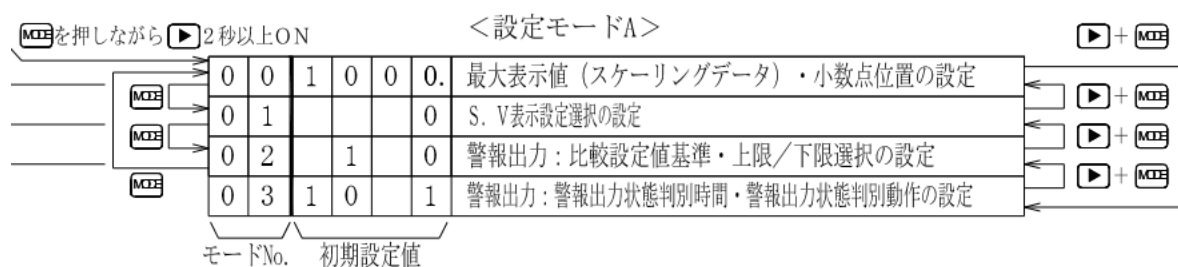 MODEを押しながら▶2秒以上ON
＜設定モードA＞
▶＋MODE
0 0 1 0 0 0. 最大表示値（スケーリングデータ）・小数点位置の設定
MODE
▶＋MODE
0 1 0 S．V表示設定選択の設定
MODE
▶＋MODE
0 2 1 0 警報出力：比較設定値基準・上限／下限選択の設定
MODE
▶＋MODE
0 3 1 0 1 警報出力：警報出力状態判別時間・警報出力状態判別動作の設定
モードNo. 初期設定値